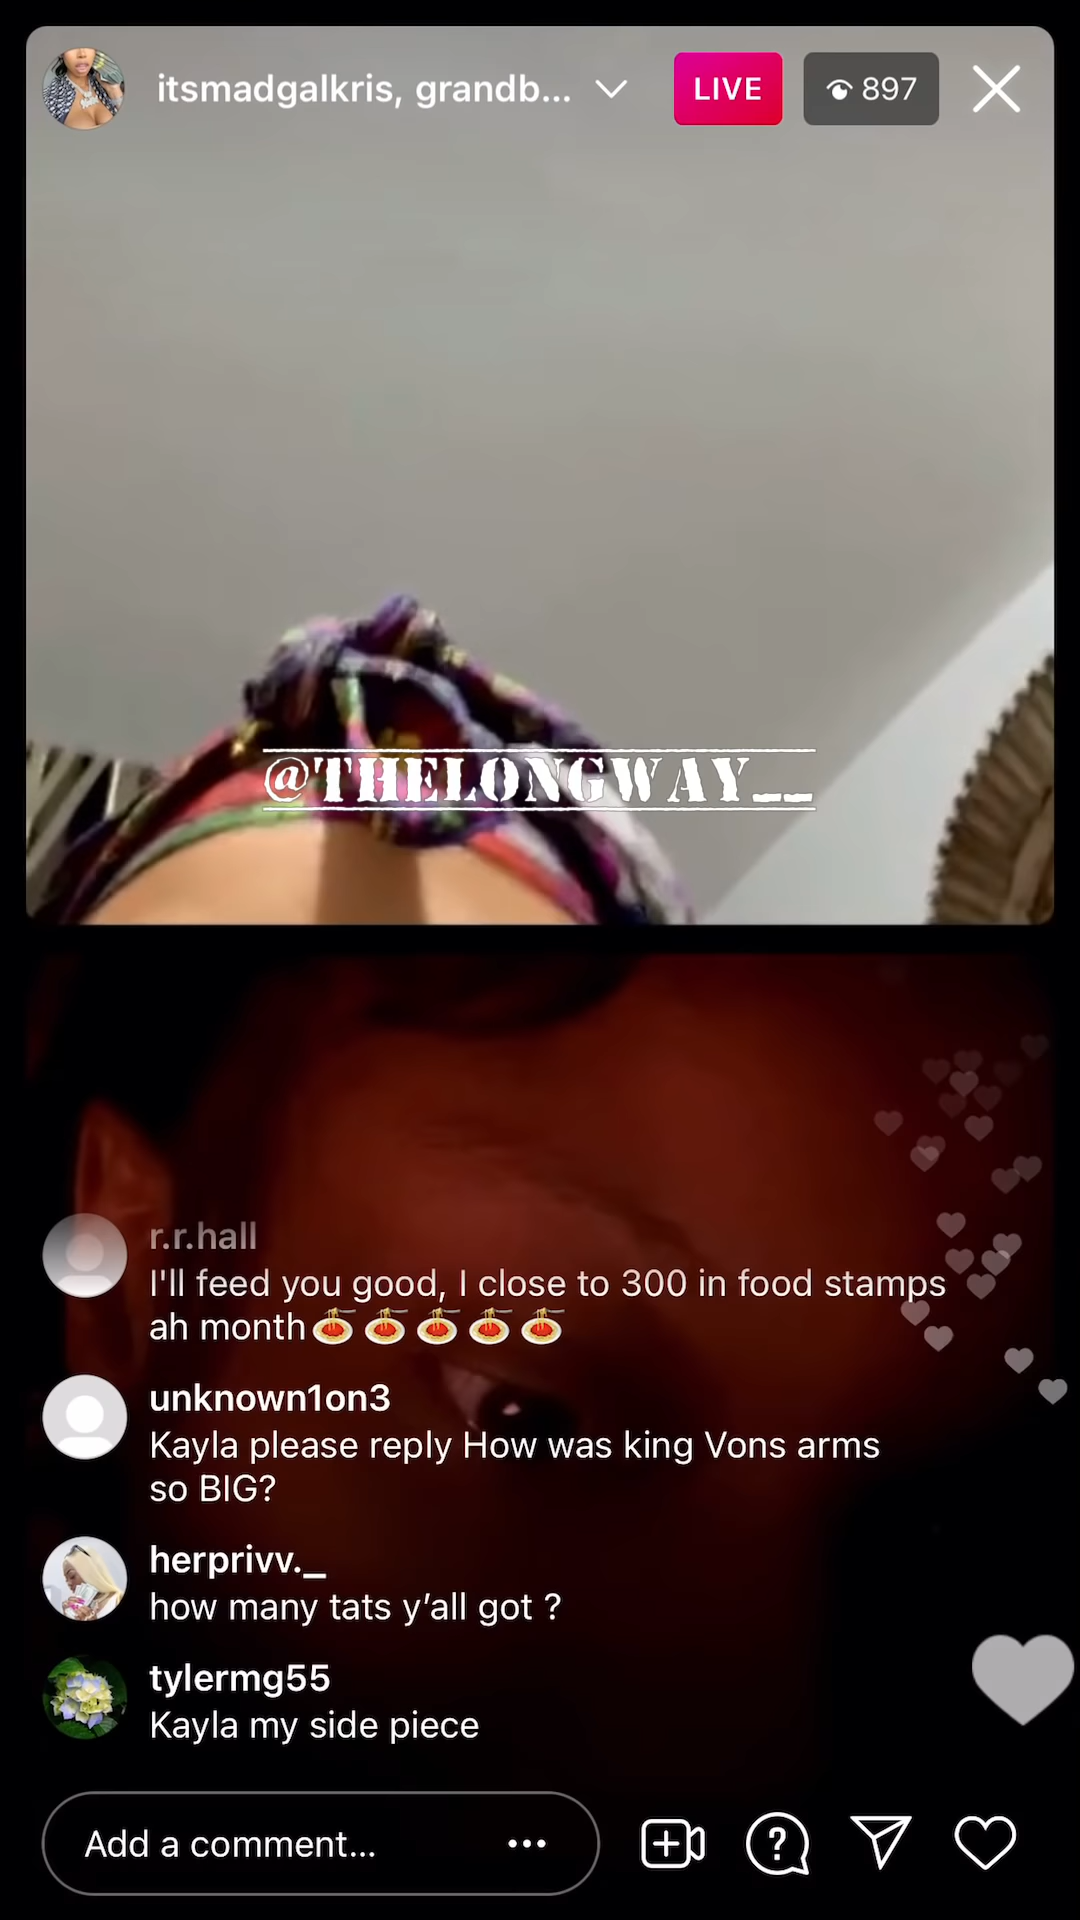 itsmadgalkris, grandb...
LIVE
897
@THELONGWAY__
r.r.hall
I'll feed you good, I close to 300 in food stamps
ah month🍝🍝🍝🍝🍝
unknown1on3
Kayla please reply How was king Vons arms
so BIG?
herprivv._
how many tats y’all got ?
tylermg55
Kayla my side piece
Add a comment...